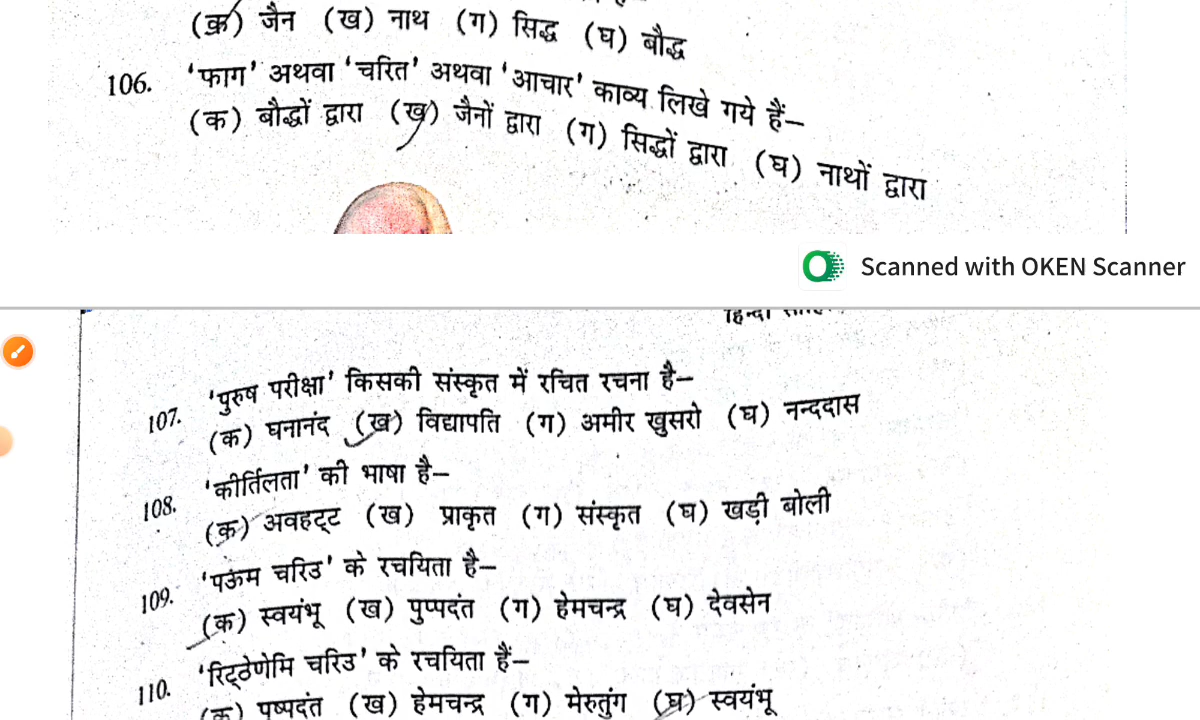 (क) जैन (ख) नाथ (ग) सिद्ध (घ) बौद्ध
106. 'फाग' अथवा 'चरित' अथवा 'आचार' काव्य लिखे गये हैं–
(क) बौद्धों द्वारा (ख) जैनों द्वारा (ग) सिद्धों द्वारा (घ) नाथों द्वारा
Scanned with OKEN Scanner
107. 'पुरुष परीक्षा' किसकी संस्कृत में रचित रचना है–
(क) घनानंद (ख) विद्यापति (ग) अमीर खुसरो (घ) नन्ददास
108. 'कीर्तिलता' की भाषा है–
(क) अवहट्ट (ख) प्राकृत (ग) संस्कृत (घ) खड़ी बोली
109. 'पऊम चरिउ' के रचयिता है–
(क) स्वयंभू (ख) पुप्पदंत (ग) हेमचन्द्र (घ) देवसेन
110. 'रिट्ठेणेमि चरिउ' के रचयिता हैं–
(क) पष्पदंत (ख) हेमचन्द्र (ग) मेरुतुंग (घ) स्वयंभू